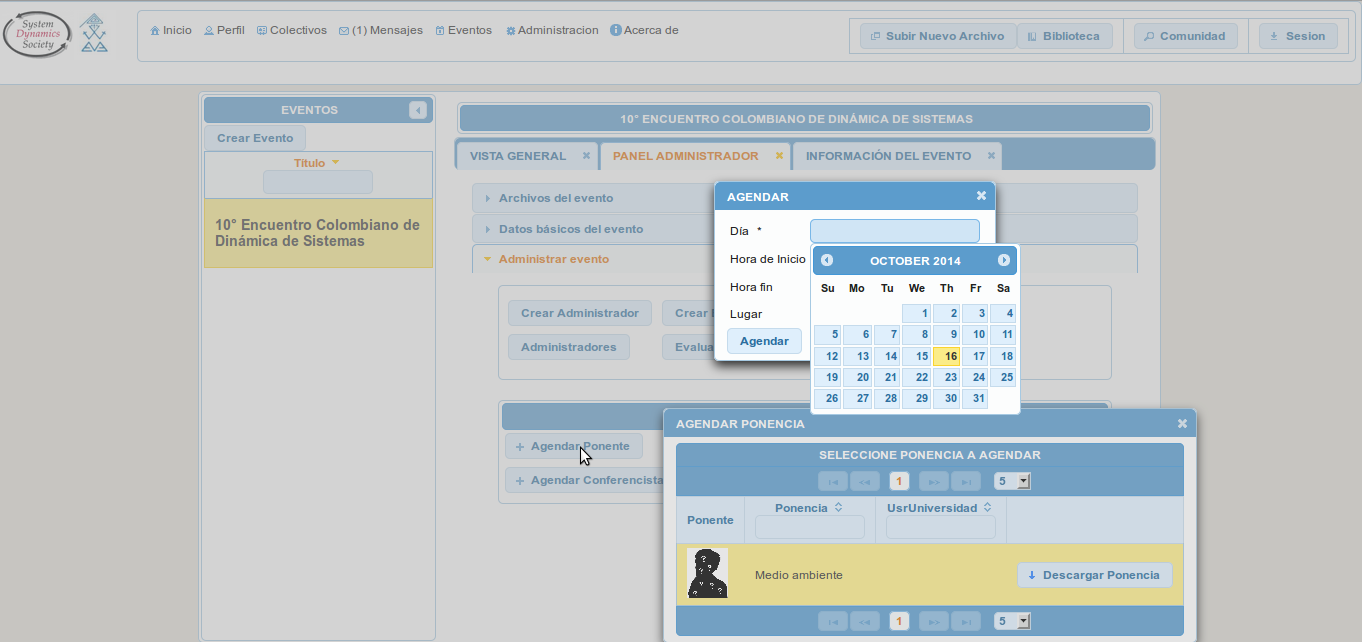 System
Dynamics
Society
Inicio
Perfil
Colectivos
(1) Mensajes
Eventos
Administracion
Acerca de
Subir Nuevo Archivo
Biblioteca
Comunidad
Sesion
EVENTOS
Crear Evento
Título
10° Encuentro Colombiano de
Dinámica de Sistemas
10° ENCUENTRO COLOMBIANO DE DINÁMICA DE SISTEMAS
VISTA GENERAL
PANEL ADMINISTRADOR
INFORMACIÓN DEL EVENTO
Archivos del evento
Datos básicos del evento
Administrar evento
Crear Administrador
Crear
Administradores
Evalua
Agendar Ponente
Agendar Conferencista
AGENDAR
Día *
Hora de Inicio
Hora fin
Lugar
Agendar
OCTOBER 2014
Su Mo Tu We Th Fr Sa
1 2 3 4
5 6 7 8 9 10 11
12 13 14 15 16 17 18
19 20 21 22 23 24 25
26 27 28 29 30 31
AGENDAR PONENCIA
SELECCIONE PONENCIA A AGENDAR
1
5
Ponente
Ponencia
UsrUniversidad
Medio ambiente
Descargar Ponencia
1
5